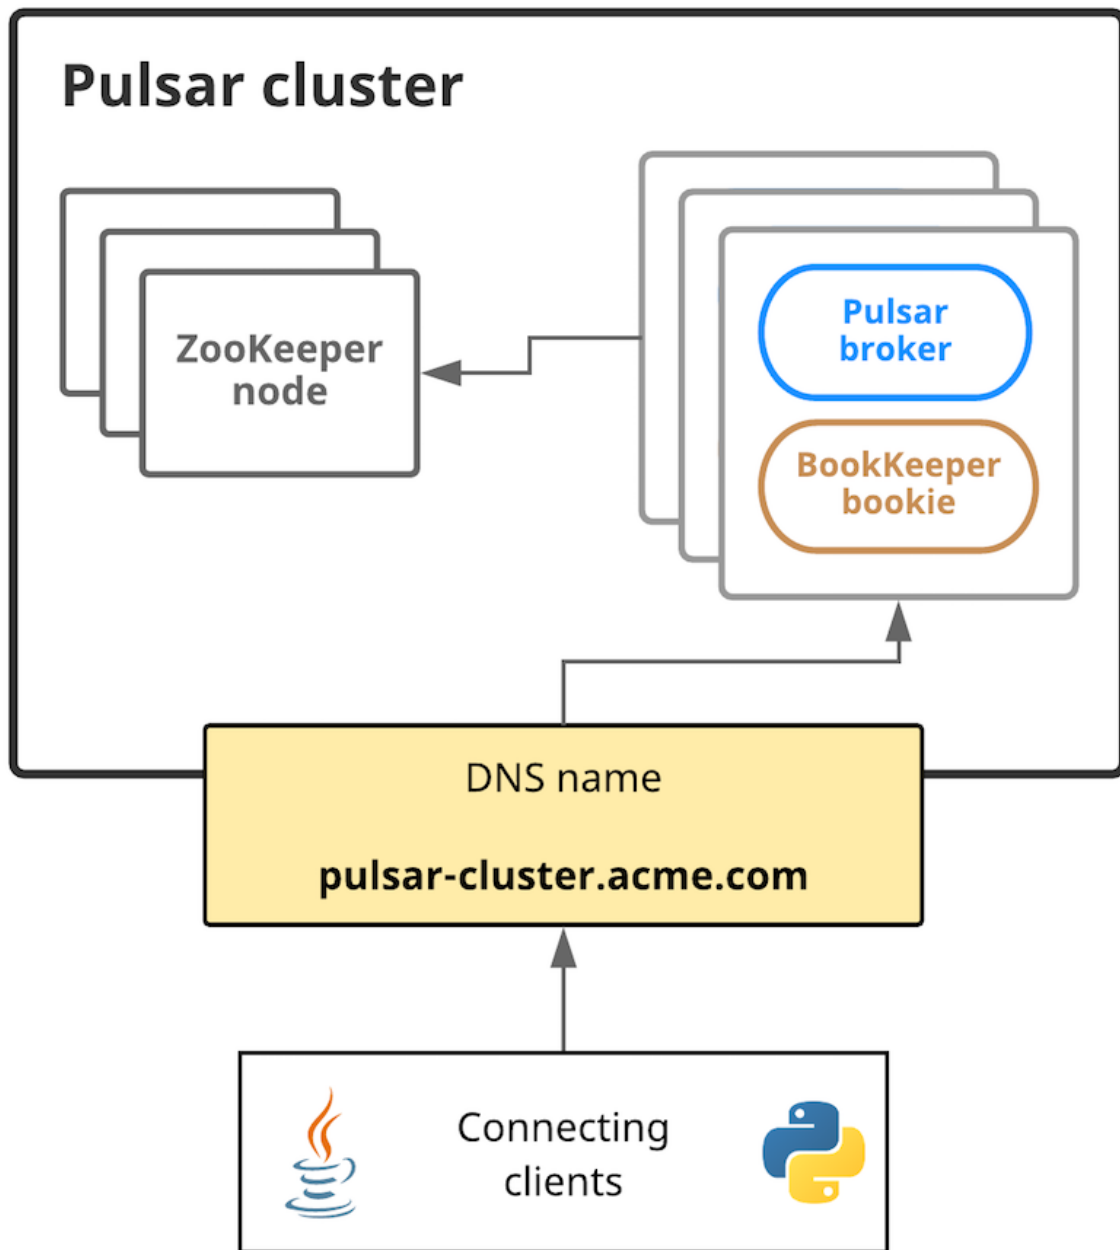 Pulsar cluster
ZooKeeper
node
Pulsar
broker
BookKeeper
bookie
DNS name
pulsar-cluster.acme.com
Connecting
clients